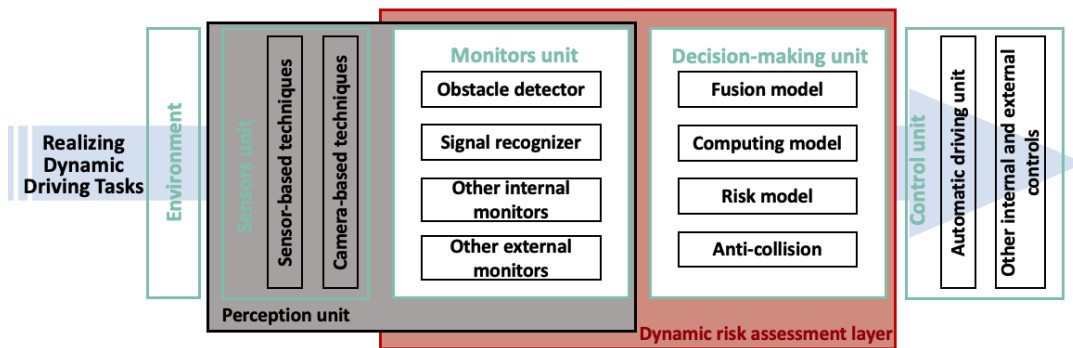 Realizing
Dynamic
Driving Tasks
Environment
Sensors unit
Sensor-based techniques
Camera-based techniques
Perception unit
Monitors unit
Obstacle detector
Signal recognizer
Other internal
monitors
Other external
monitors
Decision-making unit
Fusion model
Computing model
Risk model
Anti-collision
Dynamic risk assessment layer
Control unit
Automatic driving unit
Other internal and external
controls